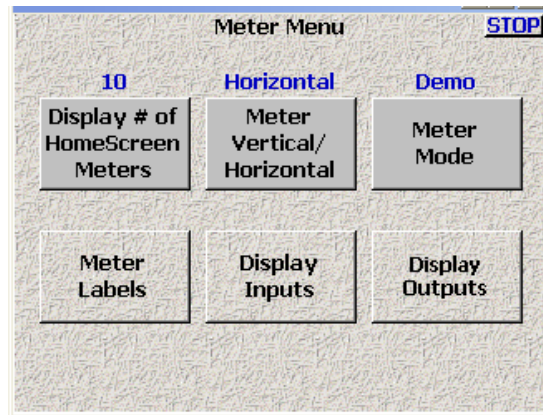 Meter Menu
STOP
10
Horizontal
Demo
Display # of
HomeScreen
Meters
Meter
Vertical/
Horizontal
Meter
Mode
Meter
Labels
Display
Inputs
Display
Outputs